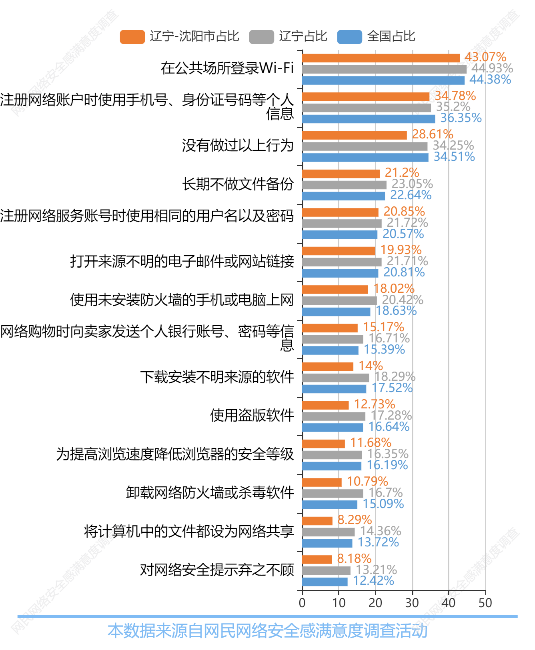 辽宁-沈阳市占比 辽宁占比 全国占比
在公共场所登录Wi-Fi
43.07%
44.93%
44.38%
注册网络账户时使用手机号、身份证号码等个人
信息
34.78%
35.2%
36.35%
没有做过以上行为
28.61%
34.25%
34.51%
长期不做文件备份
21.2%
23.05%
22.64%
注册网络服务账号时使用相同的用户名以及密码
20.85%
21.72%
20.57%
打开来源不明的电子邮件或网站链接
19.93%
21.71%
20.81%
使用未安装防火墙的手机或电脑上网
18.02%
20.42%
18.63%
网络购物时向卖家发送个人银行账号、密码等信
息
15.17%
16.71%
15.39%
下载安装不明来源的软件
14%
18.29%
17.52%
使用盗版软件
12.73%
17.28%
16.64%
为提高浏览速度降低浏览器的安全等级
11.68%
16.35%
16.19%
卸载网络防火墙或杀毒软件
10.79%
16.7%
15.09%
将计算机中的文件都设为网络共享
8.29%
14.36%
13.72%
对网络安全提示弃之不顾
8.18%
13.21%
12.42%
0 10 20 30 40 50
本数据来源自网民网络安全感满意度调查活动